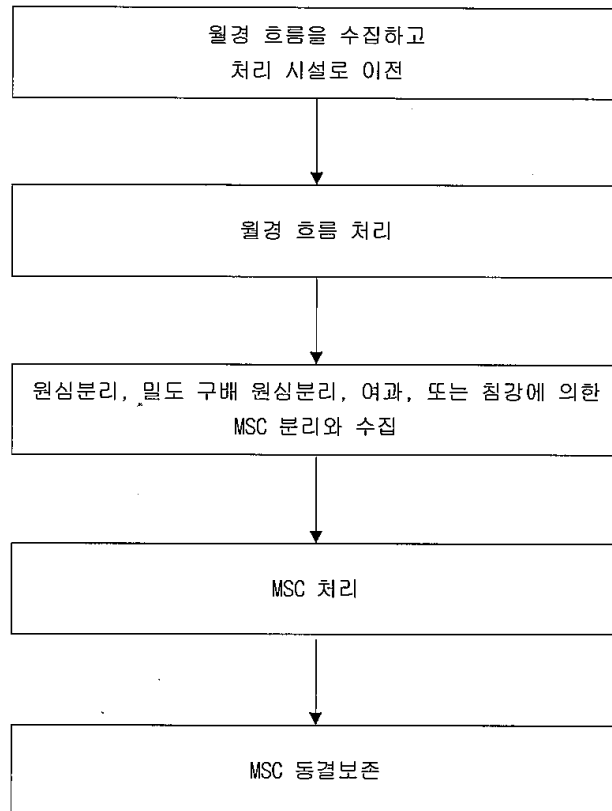 월경 흐름을 수집하고
처리 시설로 이전
월경 흐름 처리
원심분리, 밀도 구배 원심분리, 여과, 또는 침강에 의한
MSC 분리와 수집
MSC 처리
MSC 동결보존